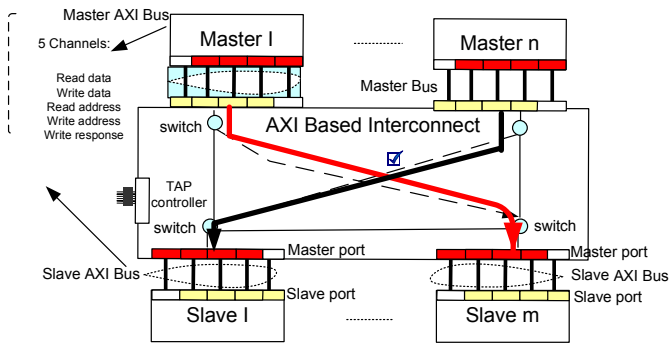 Master AXI Bus
5 Channels:
Read data
Write data
Read address
Write address
Write response
Master l
Master n
Master Bus
switch
AXI Based Interconnect
TAP
controller
switch
switch
Master port
Master port
Slave AXI Bus
Slave AXI Bus
Slave port
Slave port
Slave l
Slave m